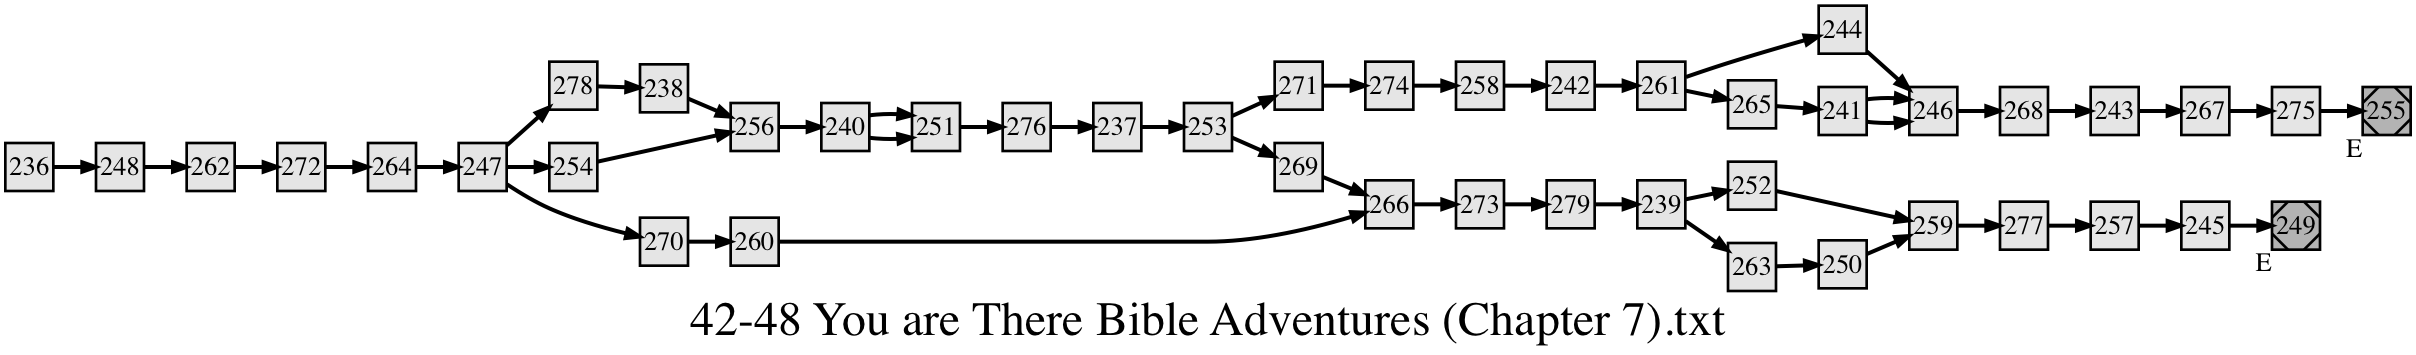 244
278 238 271 274 258 242 261
265 241 246 268 243 267 275 255
256 240 251 276 237 253
E
236 248 262 272 264 247 254 269
252
266 273 279 239
259 277 257 245 249
270 260
263 250
E
42-48 You are There Bible Adventures (Chapter 7).txt